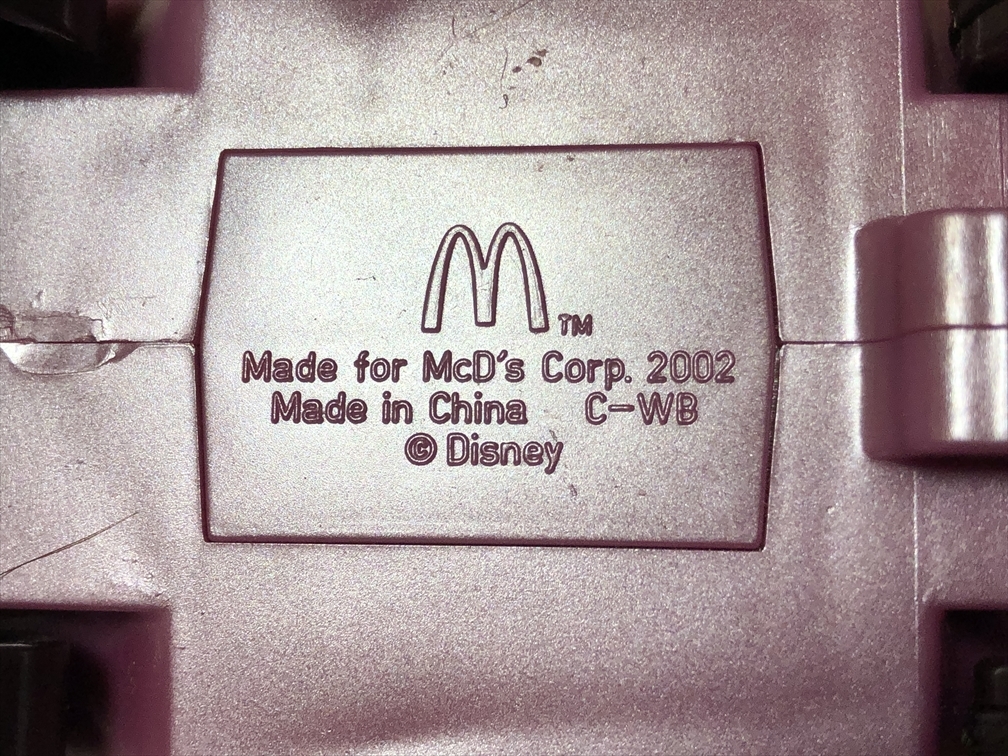 M TM
Made for McD's Corp. 2002
Made in China C-WB
© Disney